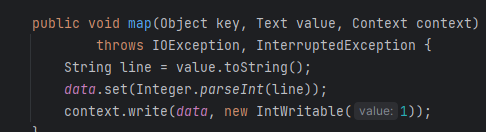 public void map(Object key, Text value, Context context)
throws IOException, InterruptedException {
String line = value.toString();
data.set(Integer.parseInt(line));
context.write(data, new IntWritable( value: 1));
}